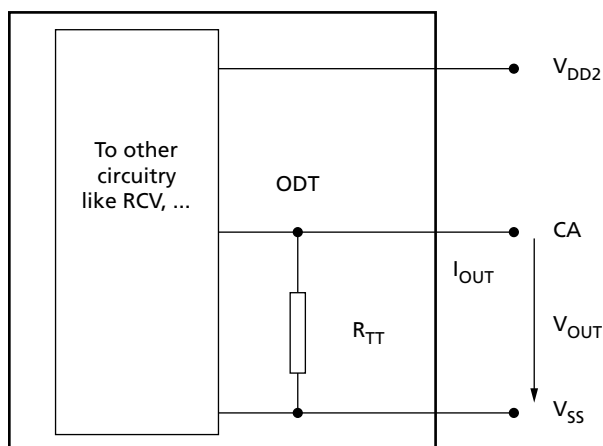 V_DD2
To other
circuitry
like RCV, ...
ODT
CA
I_OUT
R_TT
V_OUT
V_SS